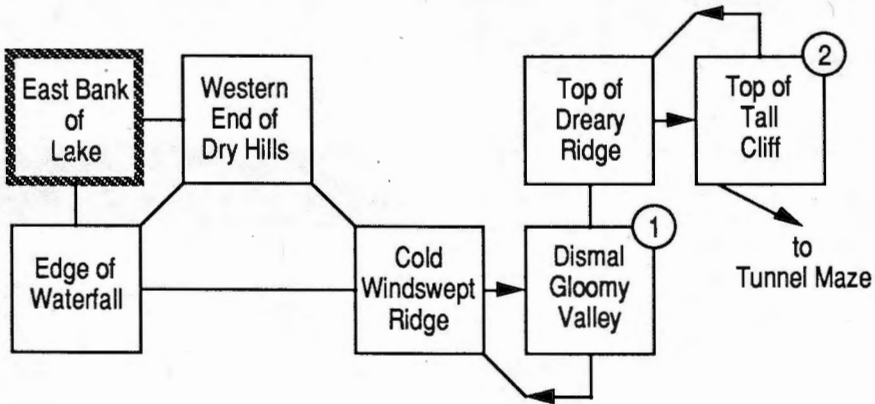 East Bank
of
Lake
Western
End of
Dry Hills
Top of
Dreary
Ridge
2
Top of
Tall
Cliff
Edge of
Waterfall
Cold
Windswept
Ridge
1
Dismal
Gloomy
Valley
to
Tunnel Maze